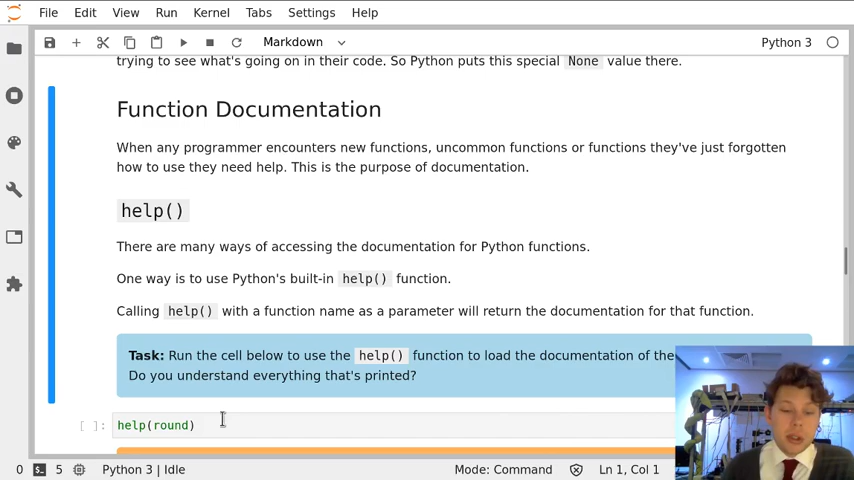 File Edit View Run Kernel Tabs Settings Help
Markdown
Python 3
trying to see what's going on in their code. So Python puts this special None value there.
Function Documentation
When any programmer encounters new functions, uncommon functions or functions they've just forgotten
how to use they need help. This is the purpose of documentation.
help()
There are many ways of accessing the documentation for Python functions.
One way is to use Python's built-in help() function.
Calling help() with a function name as a parameter will return the documentation for that function.
Task: Run the cell below to use the help() function to load the documentation of the
Do you understand everything that's printed?
[ ]: help(round)
0 5 Python 3 | Idle Mode: Command Ln 1, Col 1